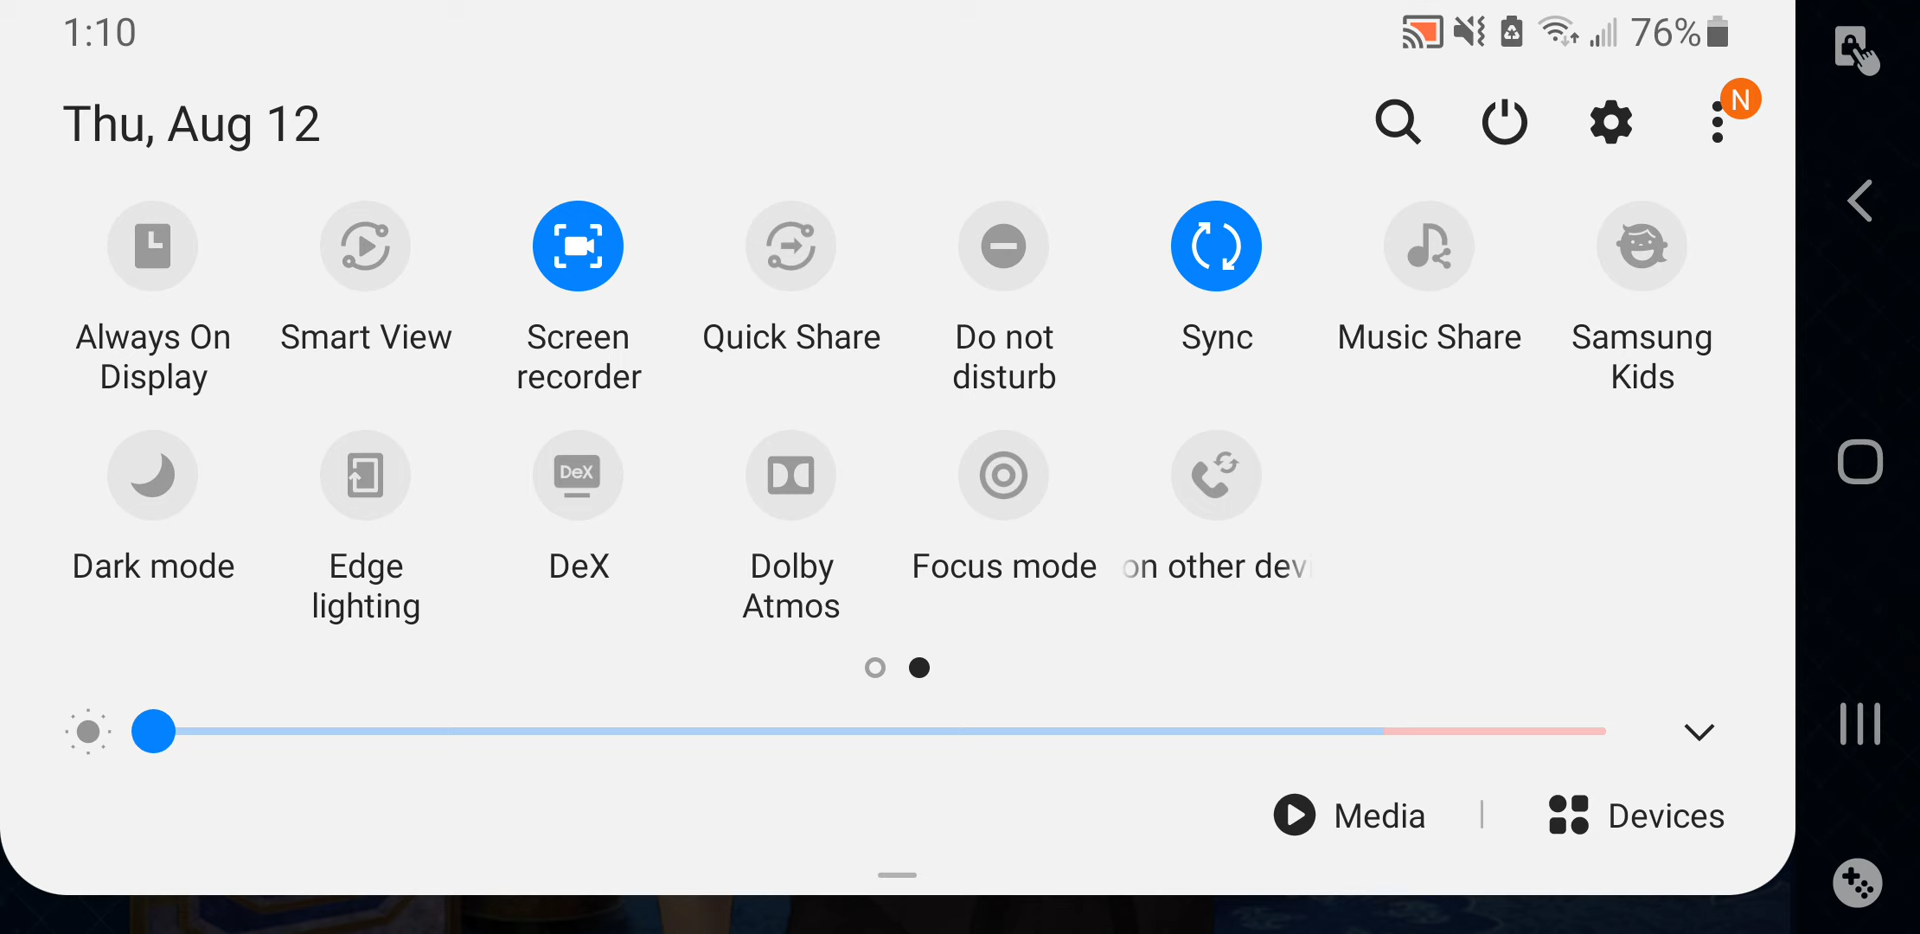 1:10
76%
Thu, Aug 12
N
Always On
Display
Smart View
Screen
recorder
Quick Share
Do not
disturb
Sync
Music Share
Samsung
Kids
Dark mode
Edge
lighting
DeX
DeX
Dolby
Atmos
Focus mode
on other dev
Media
Devices